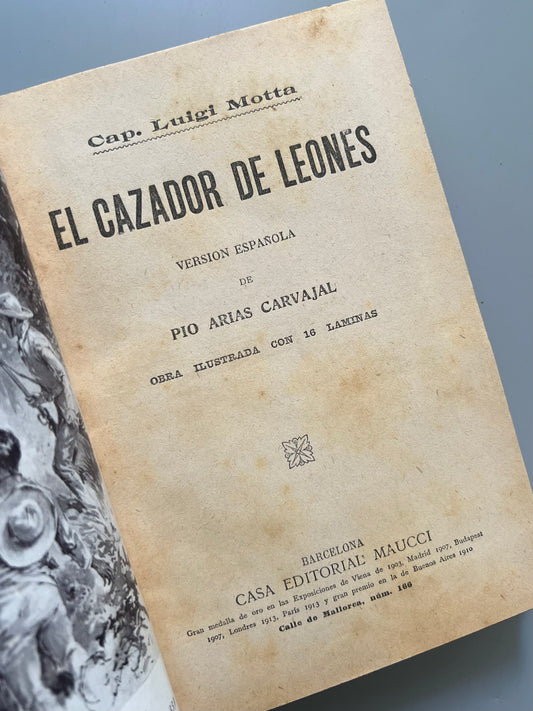 Cap. Luigi Motta
EL CAZADOR DE LEONES
VERSION ESPAÑOLA
DE
PIO ARIAS CARVAJAL
OBRA ILUSTRADA CON 16 LAMINAS
BARCELONA
CASA EDITORIAL MAUCCI
Gran medalla de oro en las Exposiciones de Viena de 1903, Madrid 1907, Budapest
1907, Londres 1913, París 1913 y gran premio en la de Buenos Aires 1910
Calle de Mallorca, núm. 166